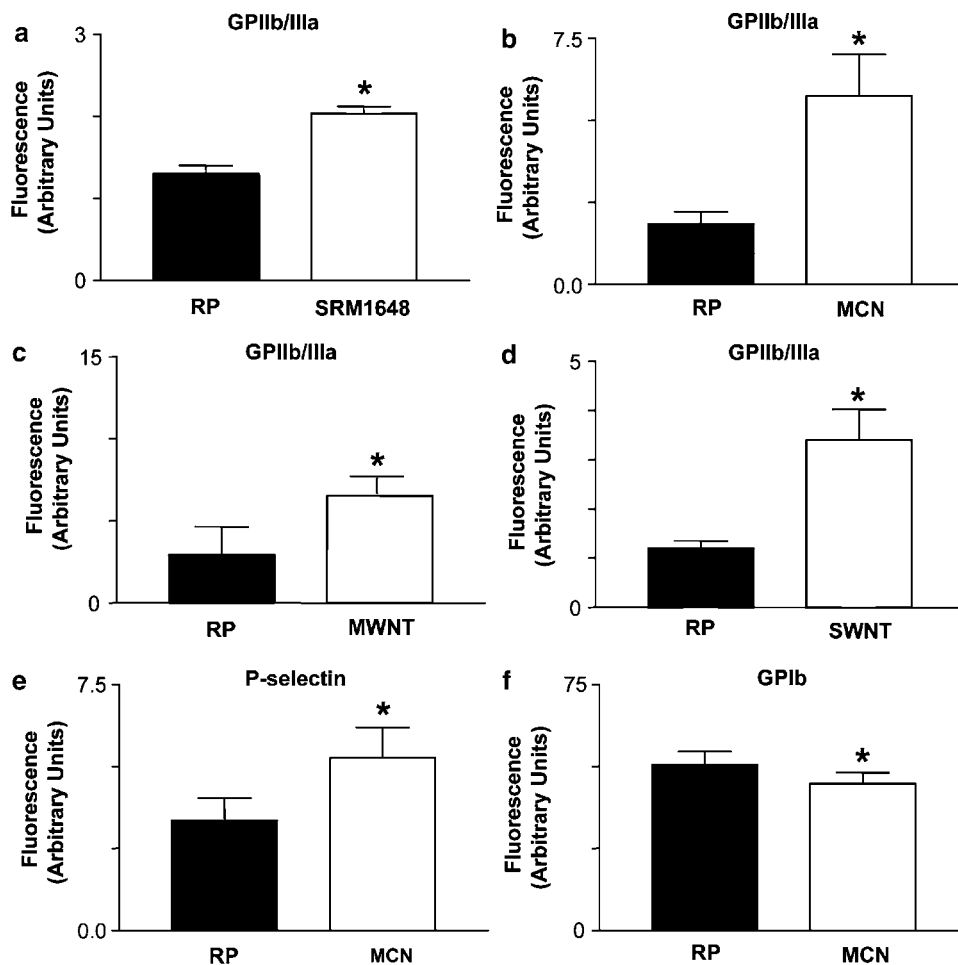 a
GPIIb/IIIa
3
Fluorescence
(Arbitrary Units)
*
0
RP
SRM1648
b
GPIIb/IIIa
7.5
Fluorescence
(Arbitrary Units)
*
0.0
RP
MCN
c
GPIIb/IIIa
15
Fluorescence
(Arbitrary Units)
*
0
RP
MWNT
d
GPIIb/IIIa
5
Fluorescence
(Arbitrary Units)
*
0
RP
SWNT
e
P-selectin
7.5
Fluorescence
(Arbitrary Units)
*
0.0
RP
MCN
f
GPIb
75
Fluorescence
(Arbitrary Units)
*
0
RP
MCN